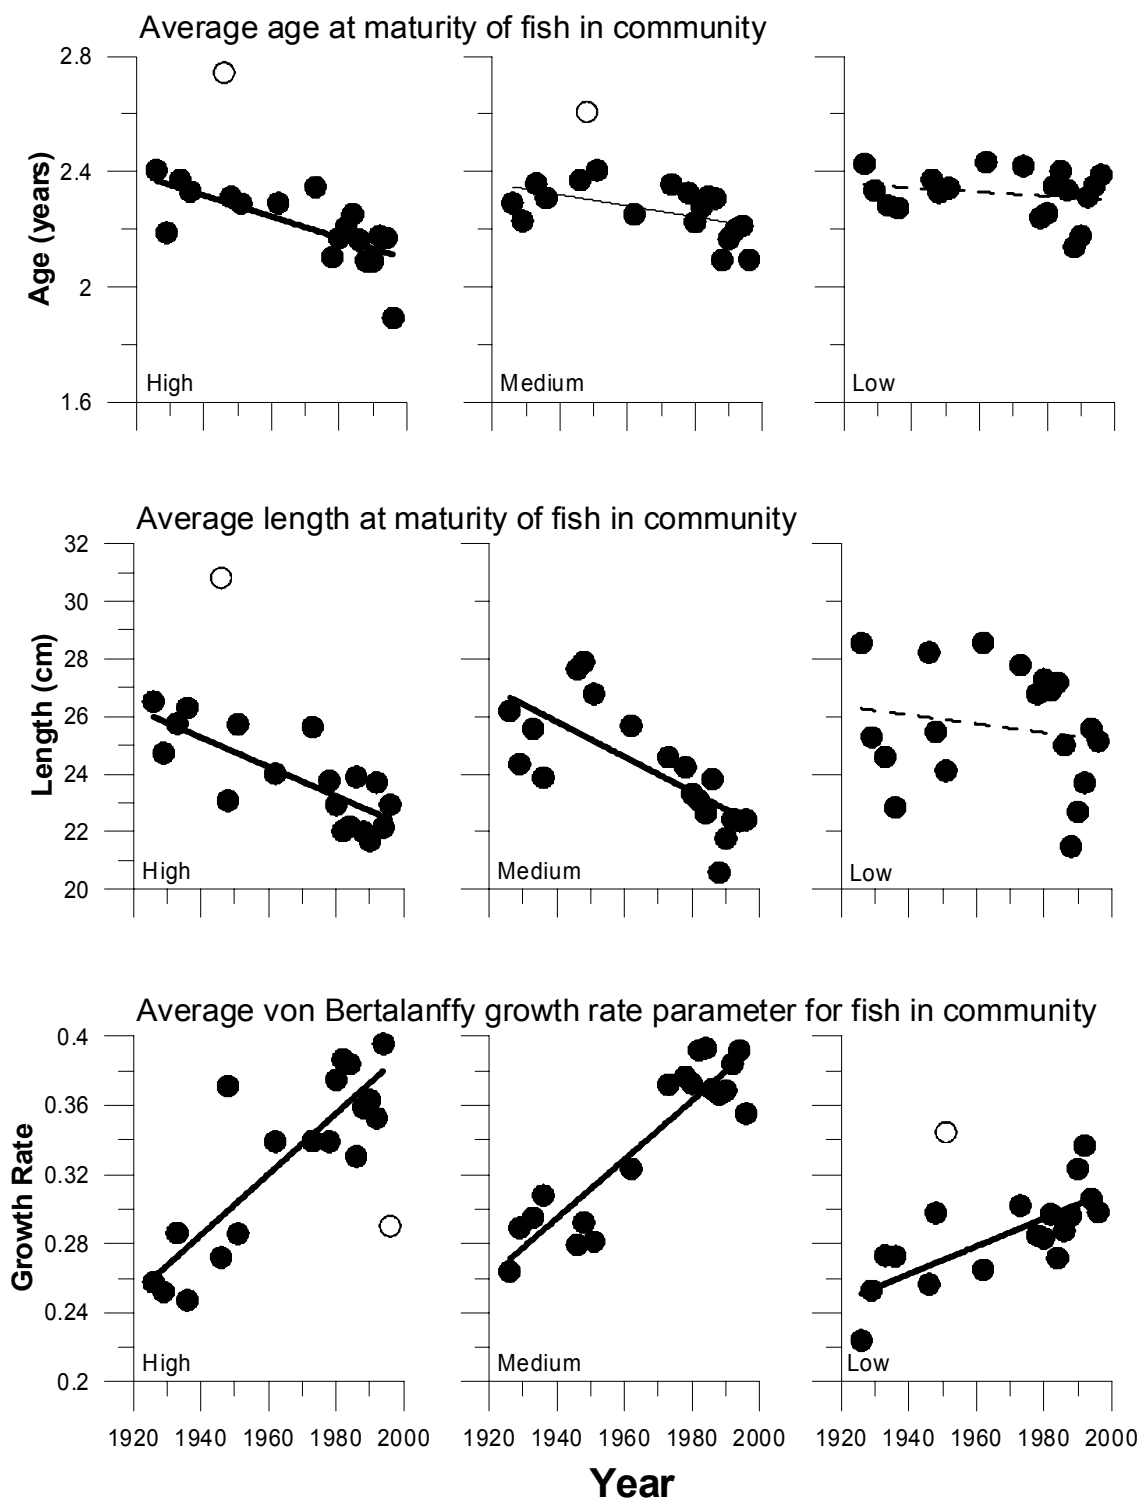 Average age at maturity of fish in community
Age (years)
2.8
2.4
2
1.6
High
Medium
Low
Average length at maturity of fish in community
Length (cm)
32
30
28
26
24
22
20
High
Medium
Low
Average von Bertalanffy growth rate parameter for fish in community
Growth Rate
0.4
0.36
0.32
0.28
0.24
0.2
High
Medium
Low
1920 1940 1960 1980 2000 1920 1940 1960 1980 2000 1920 1940 1960 1980 2000
Year